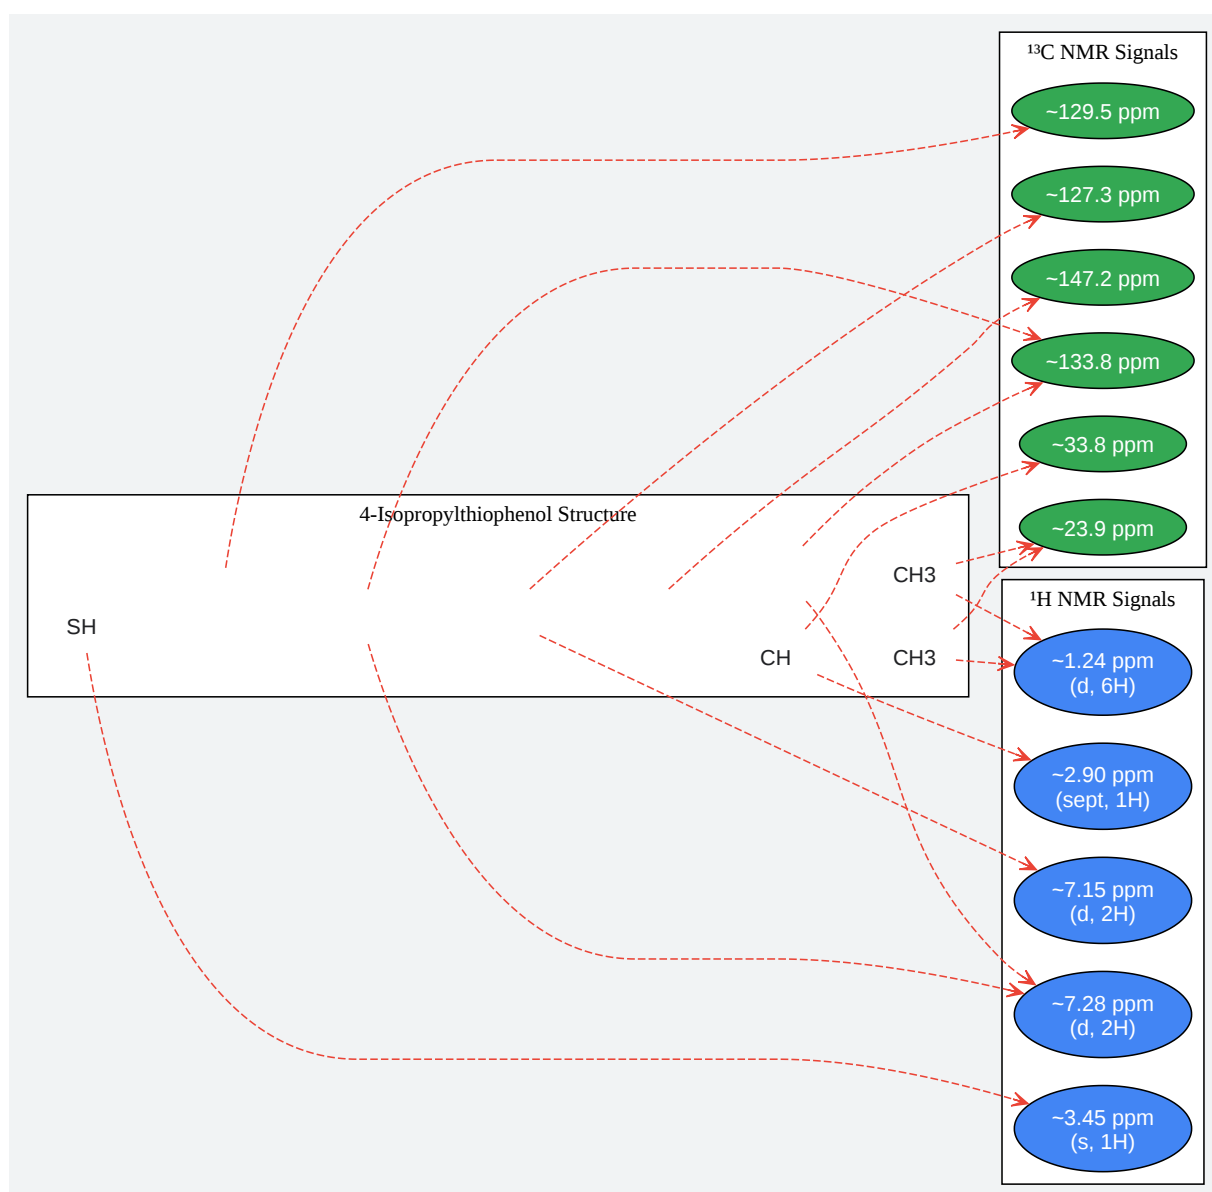 ¹³C NMR Signals
~129.5 ppm
~127.3 ppm
~147.2 ppm
~133.8 ppm
~33.8 ppm
~23.9 ppm
4-Isopropylthiophenol Structure
SH
CH
CH3
CH3
¹H NMR Signals
~1.24 ppm
(d, 6H)
~2.90 ppm
(sept, 1H)
~7.15 ppm
(d, 2H)
~7.28 ppm
(d, 2H)
~3.45 ppm
(s, 1H)